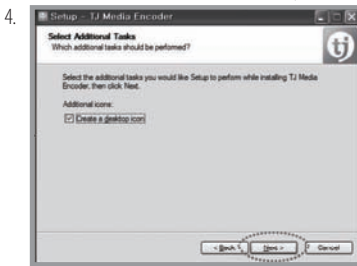 4.
Setup - TJ Media Encoder
Select Additional Tasks
Which additional tasks should be performed?
tj
Select the additional tasks you would like Setup to perform while installing TJ Media
Encoder, then click Next.
Additional icons:
Create a desktop icon
< Back Next > Cancel